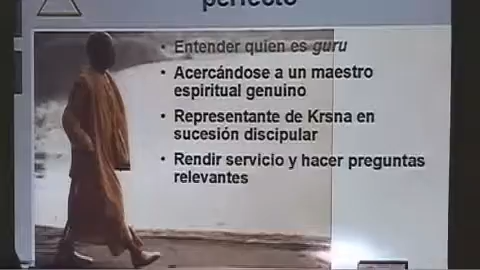 perfecto
• Entender quien es guru
• Acercándose a un maestro
espiritual genuino
• Representante de Krsna en
sucesión discipular
• Rendir servicio y hacer preguntas
relevantes